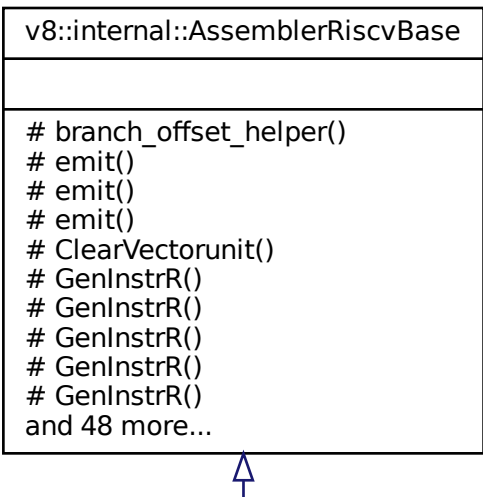 v8::internal::AssemblerRiscvBase
# branch_offset_helper()
# emit()
# emit()
# emit()
# ClearVectorunit()
# GenInstrR()
# GenInstrR()
# GenInstrR()
# GenInstrR()
# GenInstrR()
and 48 more...